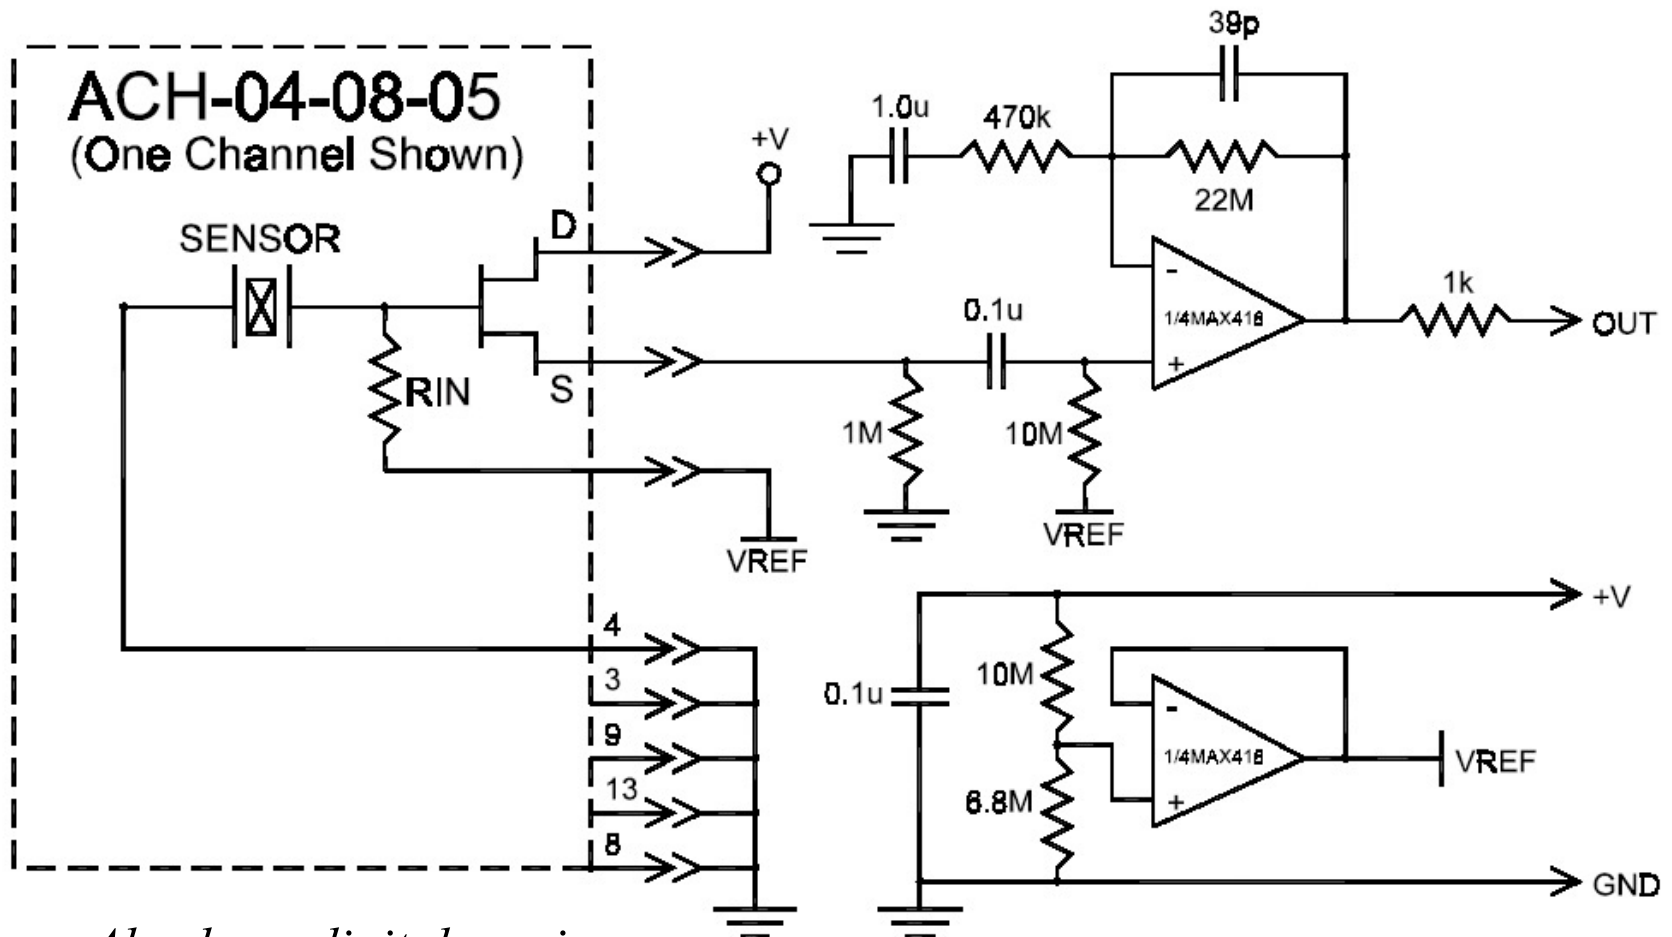 ACH-04-08-05
(One Channel Shown)
SENSOR
D
S
RIN
+V
VREF
1.0u
470k
39p
22M
-
+
1/4MAX418
0.1u
1M
10M
VREF
1k
OUT
4
3
9
13
8
0.1u
10M
6.8M
-
+
1/4MAX418
+V
VREF
GND